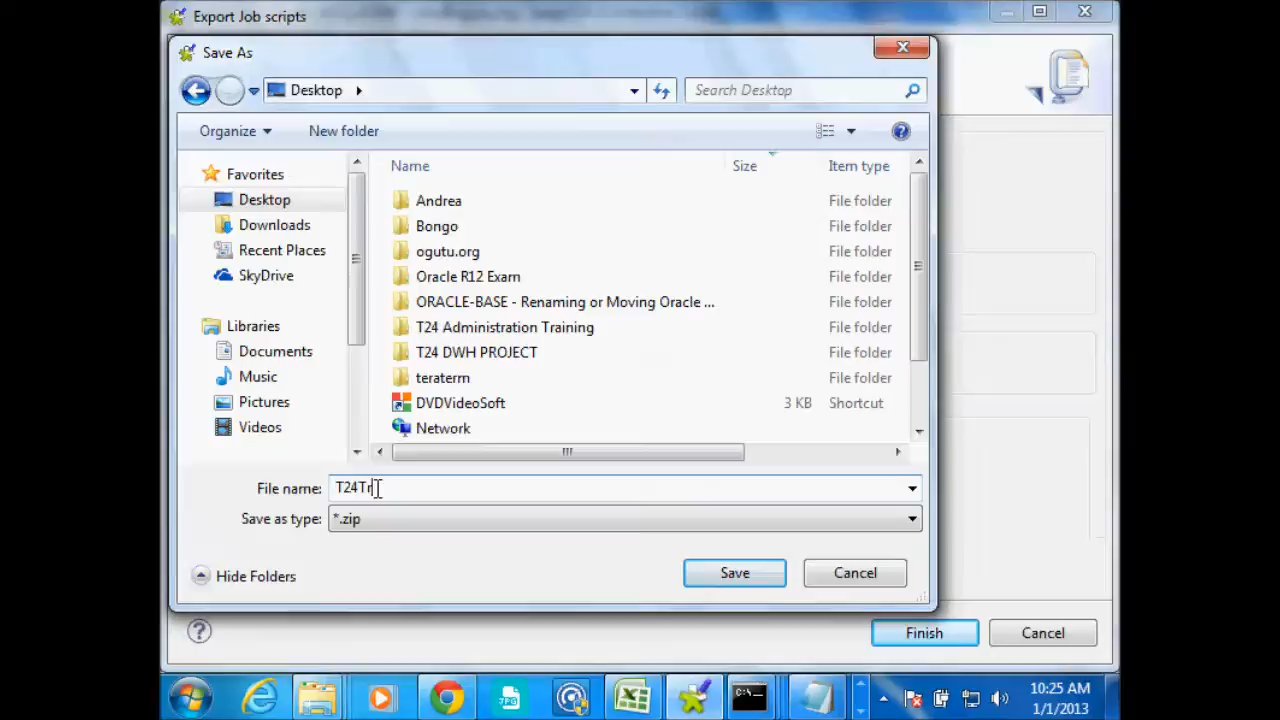 Export Job scripts
Save As
Desktop
Search Desktop
Organize
New folder
Name
Size
Item type
Favorites
Desktop
Downloads
Recent Places
SkyDrive
Libraries
Documents
Music
Pictures
Videos
Andrea File folder
Bongo File folder
ogutu.org File folder
Oracle R12 Exam File folder
ORACLE-BASE - Renaming or Moving Oracle ... File folder
T24 Administration Training File folder
T24 DWH PROJECT File folder
teraterm File folder
DVDVideoSoft 3 KB Shortcut
Network
File name: T24Tr
Save as type: *.zip
Hide Folders
Save
Cancel
Finish
Cancel
JPG
C:\
10:25 AM
1/1/2013